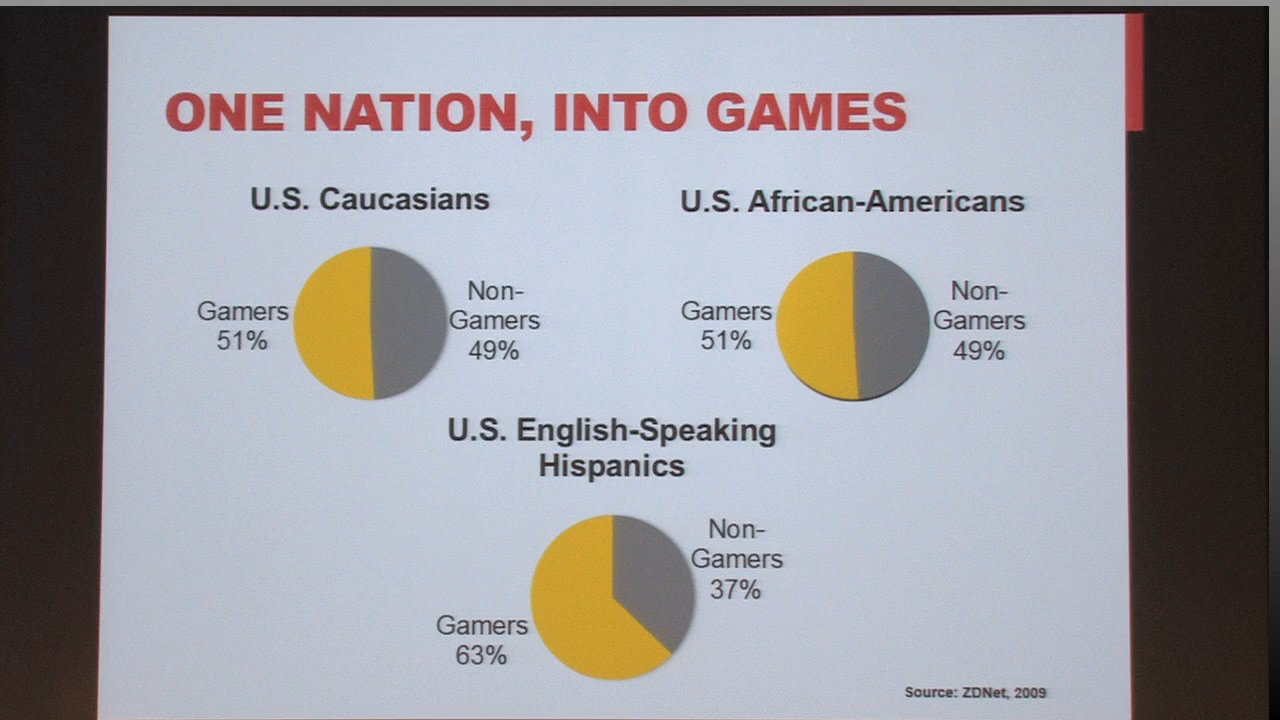 ONE NATION, INTO GAMES
U.S. Caucasians
Gamers
51%
Non-
Gamers
49%
U.S. African-Americans
Gamers
51%
Non-
Gamers
49%
U.S. English-Speaking
Hispanics
Non-
Gamers
37%
Gamers
63%
Source: ZDNet, 2009